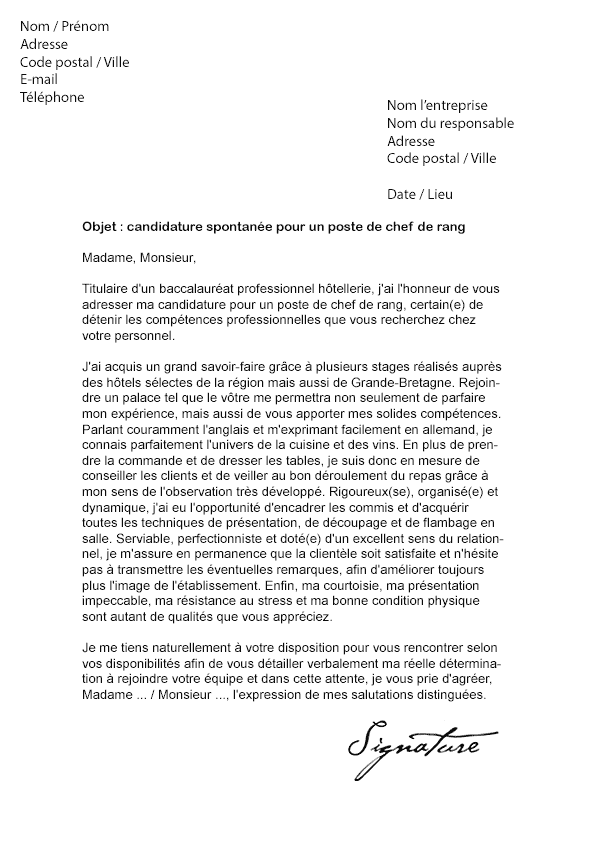 Nom / Prénom
Adresse
Code postal / Ville
E-mail
Téléphone
Nom l’entreprise
Nom du responsable
Adresse
Code postal / Ville
Date / Lieu
Objet : candidature spontanée pour un poste de chef de rang
Madame, Monsieur,
Titulaire d'un baccalauréat professionnel hôtellerie, j'ai l'honneur de vous
adresser ma candidature pour un poste de chef de rang, certain(e) de
détenir les compétences professionnelles que vous recherchez chez
votre personnel.
J'ai acquis un grand savoir-faire grâce à plusieurs stages réalisés auprès
des hôtels sélectes de la région mais aussi de Grande-Bretagne. Rejoin-
dre un palace tel que le vôtre me permettra non seulement de parfaire
mon expérience, mais aussi de vous apporter mes solides compétences.
Parlant couramment l'anglais et m'exprimant facilement en allemand, je
connais parfaitement l'univers de la cuisine et des vins. En plus de pren-
dre la commande et de dresser les tables, je suis donc en mesure de
conseiller les clients et de veiller au bon déroulement du repas grâce à
mon sens de l'observation très développé. Rigoureux(se), organisé(e) et
dynamique, j'ai eu l'opportunité d'encadrer les commis et d'acquérir
toutes les techniques de présentation, de découpage et de flambage en
salle. Serviable, perfectionniste et doté(e) d'un excellent sens du relation-
nel, je m'assure en permanence que la clientèle soit satisfaite et n'hésite
pas à transmettre les éventuelles remarques, afin d'améliorer toujours
plus l'image de l'établissement. Enfin, ma courtoisie, ma présentation
impeccable, ma résistance au stress et ma bonne condition physique
sont autant de qualités que vous appréciez.
Je me tiens naturellement à votre disposition pour vous rencontrer selon
vos disponibilités afin de vous détailler verbalement ma réelle détermina-
tion à rejoindre votre équipe et dans cette attente, je vous prie d'agréer,
Madame ... / Monsieur ..., l'expression de mes salutations distinguées.
Signature